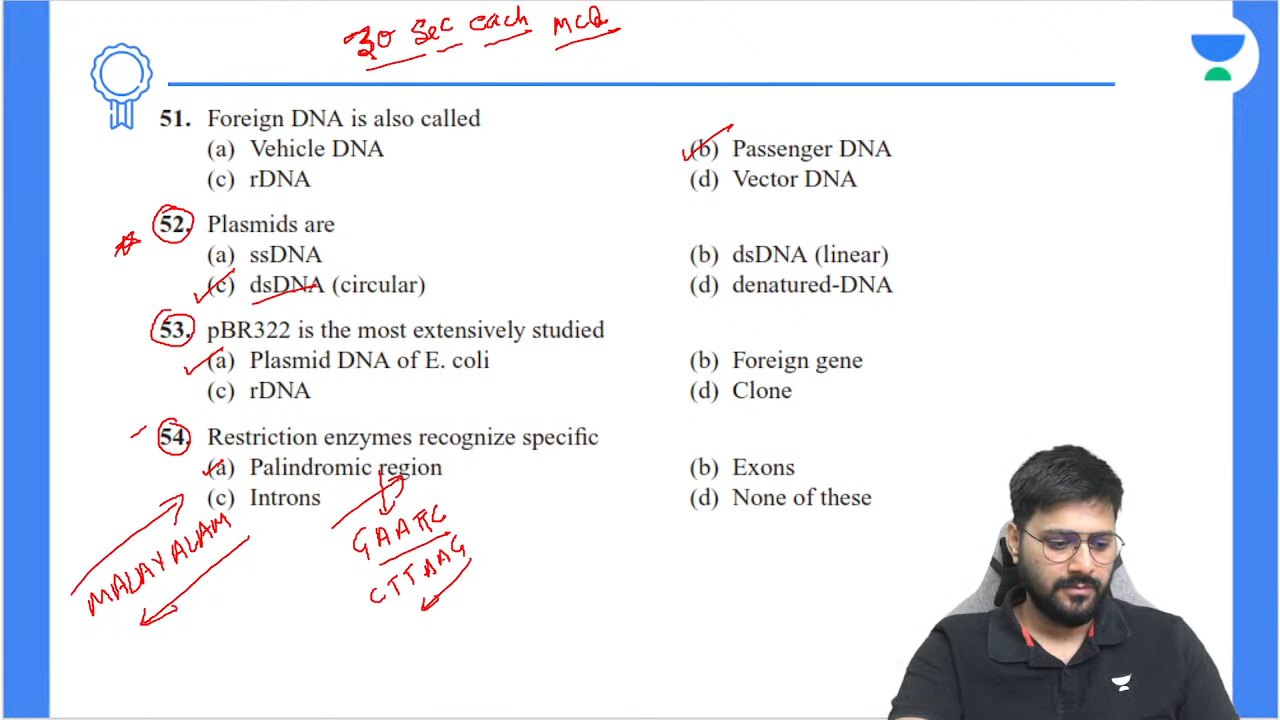 30 Sec each MCQ
51. Foreign DNA is also called
(a) Vehicle DNA (b) Passenger DNA
(c) rDNA (d) Vector DNA
52. Plasmids are
(a) ssDNA (b) dsDNA (linear)
(c) dsDNA (circular) (d) denatured-DNA
53. pBR322 is the most extensively studied
(a) Plasmid DNA of E. coli (b) Foreign gene
(c) rDNA (d) Clone
54. Restriction enzymes recognize specific
(a) Palindromic region (b) Exons
(c) Introns (d) None of these
MALAYALAM
GAATTC
CTTAAG